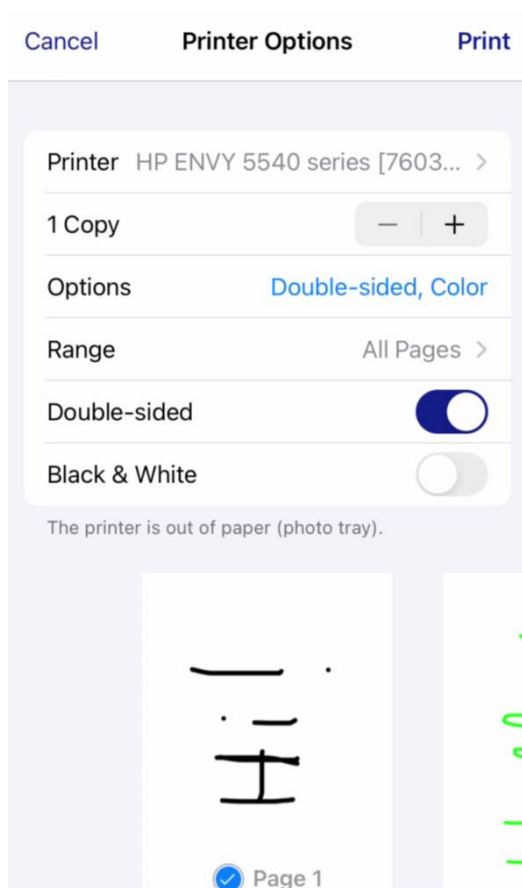 Cancel Printer Options Print
Printer HP ENVY 5540 series [7603...
1 Copy
Options Double-sided, Color
Range All Pages
Double-sided
Black & White
The printer is out of paper (photo tray).
Page 1